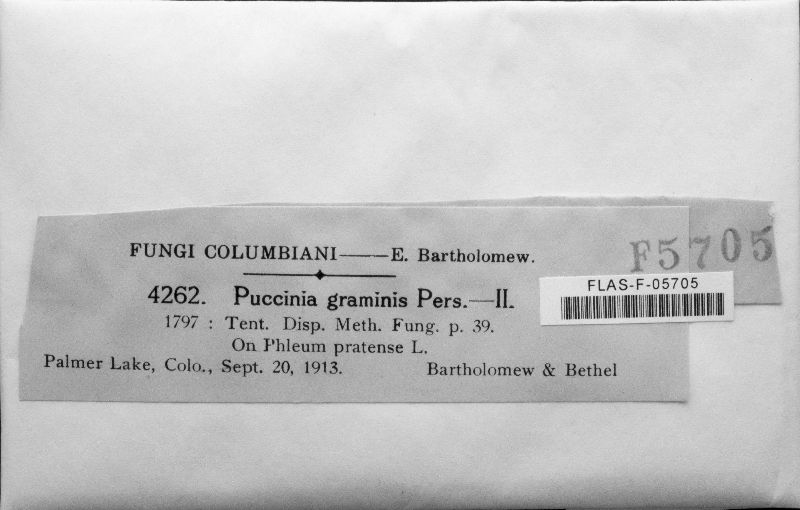 FUNGI COLUMBIANI——E. Bartholomew.
F5705
FLAS-F-05705
4262. Puccinia graminis Pers.—II.
1797 : Tent. Disp. Meth. Fung. p. 39.
On Phleum pratense L.
Palmer Lake, Colo., Sept. 20, 1913. Bartholomew & Bethel